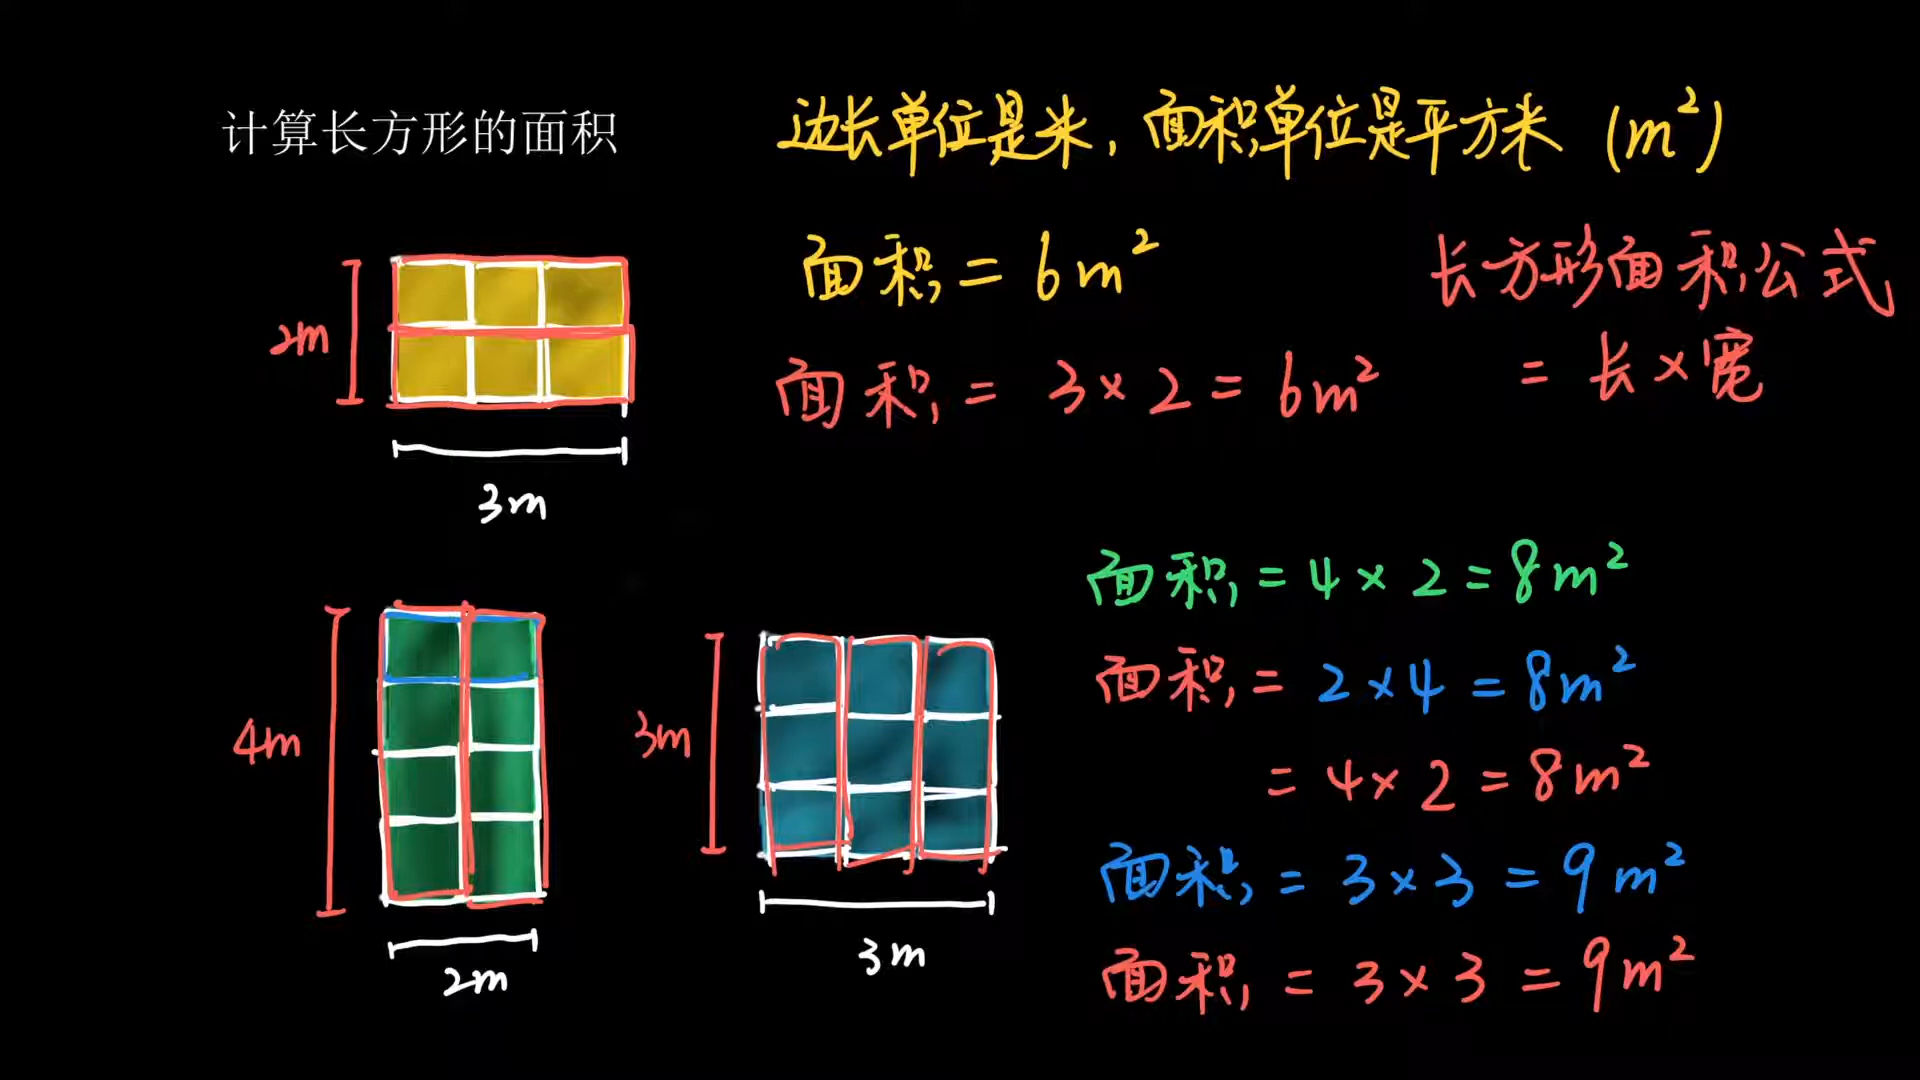 计算长方形的面积
边长单位是米，面积单位是平方米 (m²)
面积 = 6m²
长方形面积公式
= 长 × 宽
2m
面积 = 3 × 2 = 6m²
3m
面积 = 4 × 2 = 8m²
面积 = 2 × 4 = 8m²
= 4 × 2 = 8m²
4m
3m
面积 = 3 × 3 = 9m²
面积 = 3 × 3 = 9m²
2m
3m